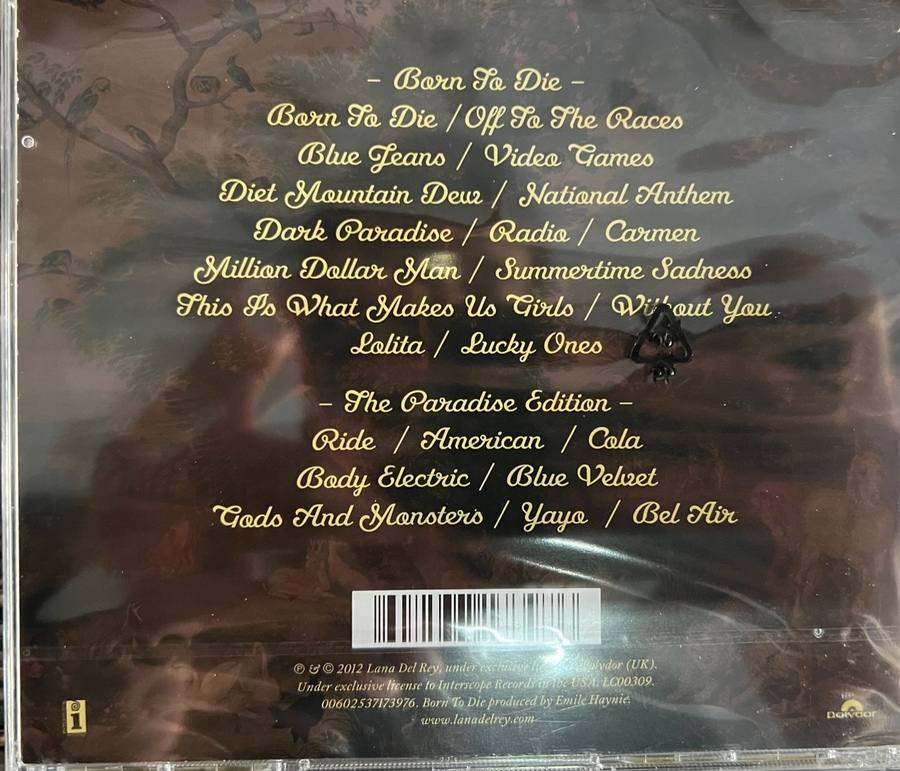 - Born To Die -
Born To Die / Off To The Races
Blue Jeans / Video Games
Diet Mountain Dew / National Anthem
Dark Paradise / Radio / Carmen
Million Dollar Man / Summertime Sadness
This Is What Makes Us Girls / Without You
Lolita / Lucky Ones
- The Paradise Edition -
Ride / American / Cola
Body Electric / Blue Velvet
Gods And Monsters / Yayo / Bel Air
℗ & © 2012 Lana Del Rey, under exclusive Polydor (UK).
Under exclusive license to Interscope Records in the USA. LC00309.
00602537173976. Born To Die produced by Emile Haynie.
www.lanadelrey.com
i
Polydor